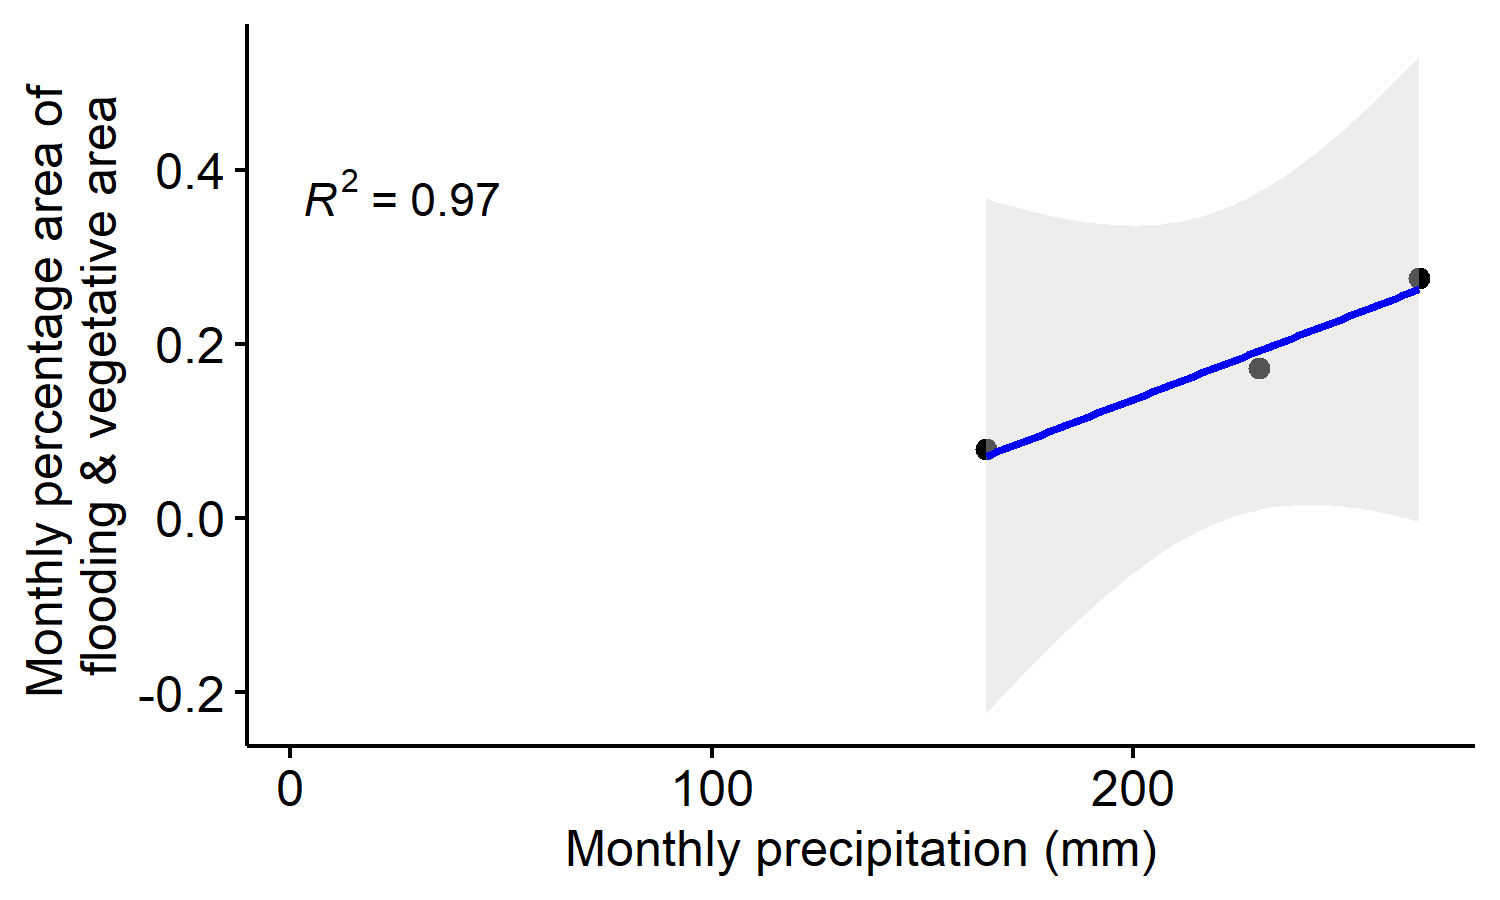 Monthly percentage area of
flooding & vegetative area
0.4
0.2
0.0
-0.2
R² = 0.97
0 100 200
Monthly precipitation (mm)